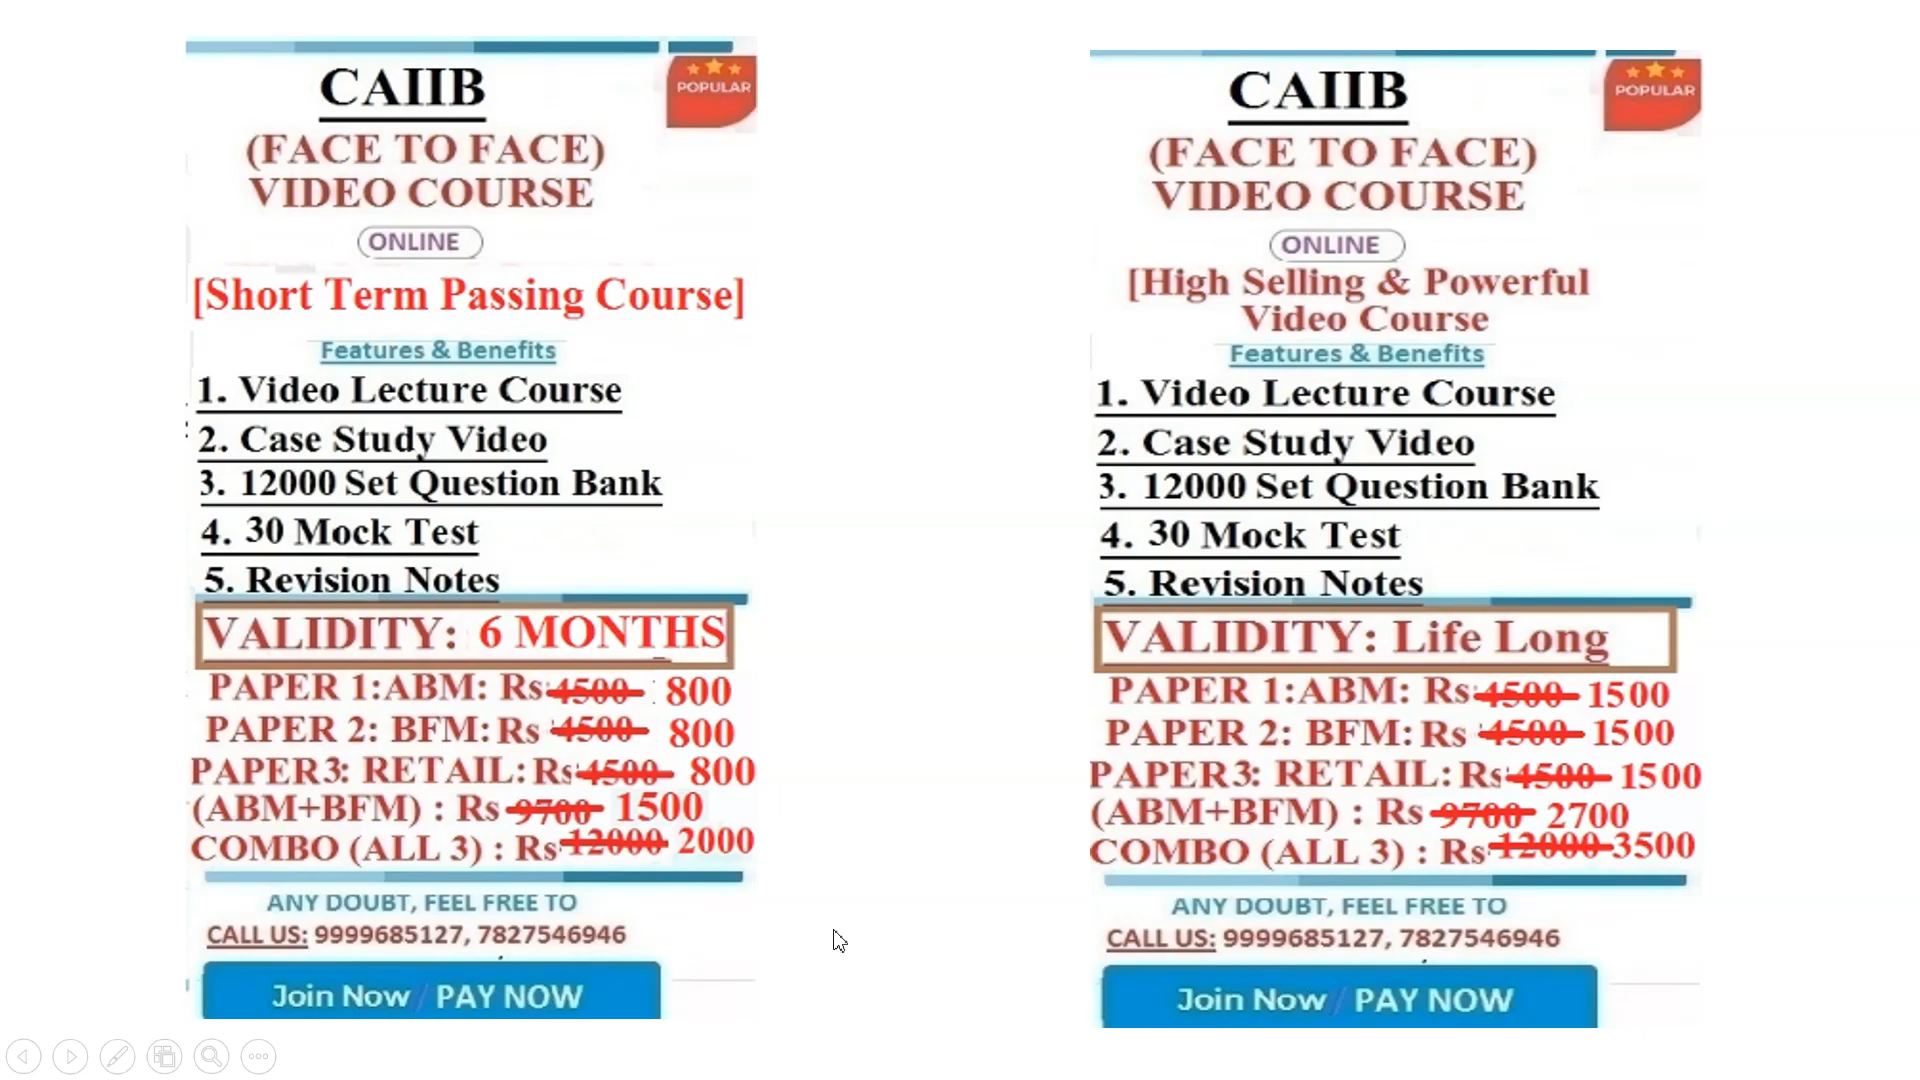 CAIIB
POPULAR
(FACE TO FACE)
VIDEO COURSE
ONLINE
[Short Term Passing Course]
Features & Benefits
1. Video Lecture Course
2. Case Study Video
3. 12000 Set Question Bank
4. 30 Mock Test
5. Revision Notes
VALIDITY: 6 MONTHS
PAPER 1:ABM: Rs 4500 800
PAPER 2: BFM: Rs 4500 800
PAPER3: RETAIL: Rs 4500 800
(ABM+BFM) : Rs 9700 1500
COMBO (ALL 3) : Rs 12000 2000
ANY DOUBT, FEEL FREE TO
CALL US: 9999685127, 7827546946
Join Now / PAY NOW
CAIIB
POPULAR
(FACE TO FACE)
VIDEO COURSE
ONLINE
[High Selling & Powerful
Video Course
Features & Benefits
1. Video Lecture Course
2. Case Study Video
3. 12000 Set Question Bank
4. 30 Mock Test
5. Revision Notes
VALIDITY: Life Long
PAPER 1:ABM: Rs 4500 1500
PAPER 2: BFM: Rs 4500 1500
PAPER3: RETAIL: Rs 4500 1500
(ABM+BFM) : Rs 9700 2700
COMBO (ALL 3) : Rs 12000 3500
ANY DOUBT, FEEL FREE TO
CALL US: 9999685127, 7827546946
Join Now / PAY NOW